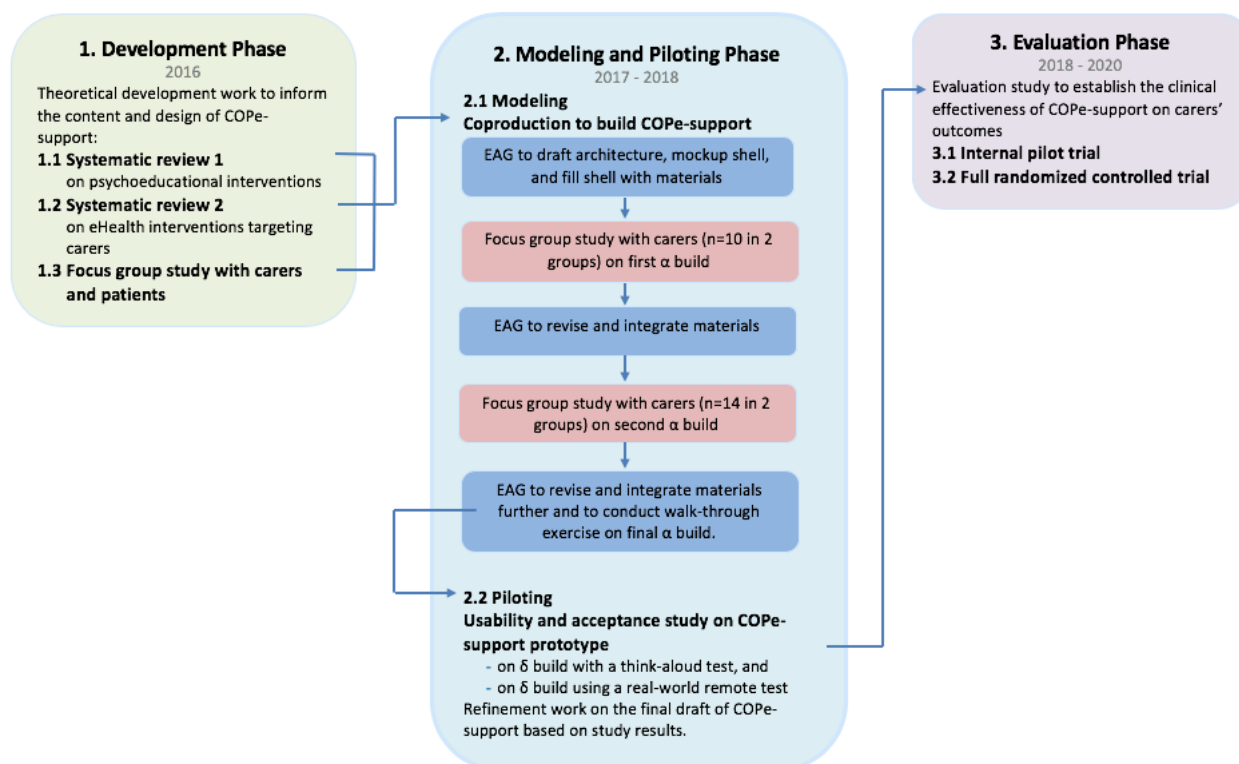 1. Development Phase
2016
Theoretical development work to inform
the content and design of COPe-
support:
1.1 Systematic review 1
on psychoeducational interventions
1.2 Systematic review 2
on eHealth interventions targeting
carers
1.3 Focus group study with carers
and patients
2. Modeling and Piloting Phase
2017 - 2018
2.1 Modeling
Coproduction to build COPe-support
EAG to draft architecture, mockup shell,
and fill shell with materials
Focus group study with carers (n=10 in 2
groups) on first α build
EAG to revise and integrate materials
Focus group study with carers (n=14 in 2
groups) on second α build
EAG to revise and integrate materials
further and to conduct walk-through
exercise on final α build.
2.2 Piloting
Usability and acceptance study on COPe-
support prototype
- on δ build with a think-aloud test, and
- on δ build using a real-world remote test
Refinement work on the final draft of COPe-
support based on study results.
3. Evaluation Phase
2018 - 2020
Evaluation study to establish the clinical
effectiveness of COPe-support on carers’
outcomes
3.1 Internal pilot trial
3.2 Full randomized controlled trial